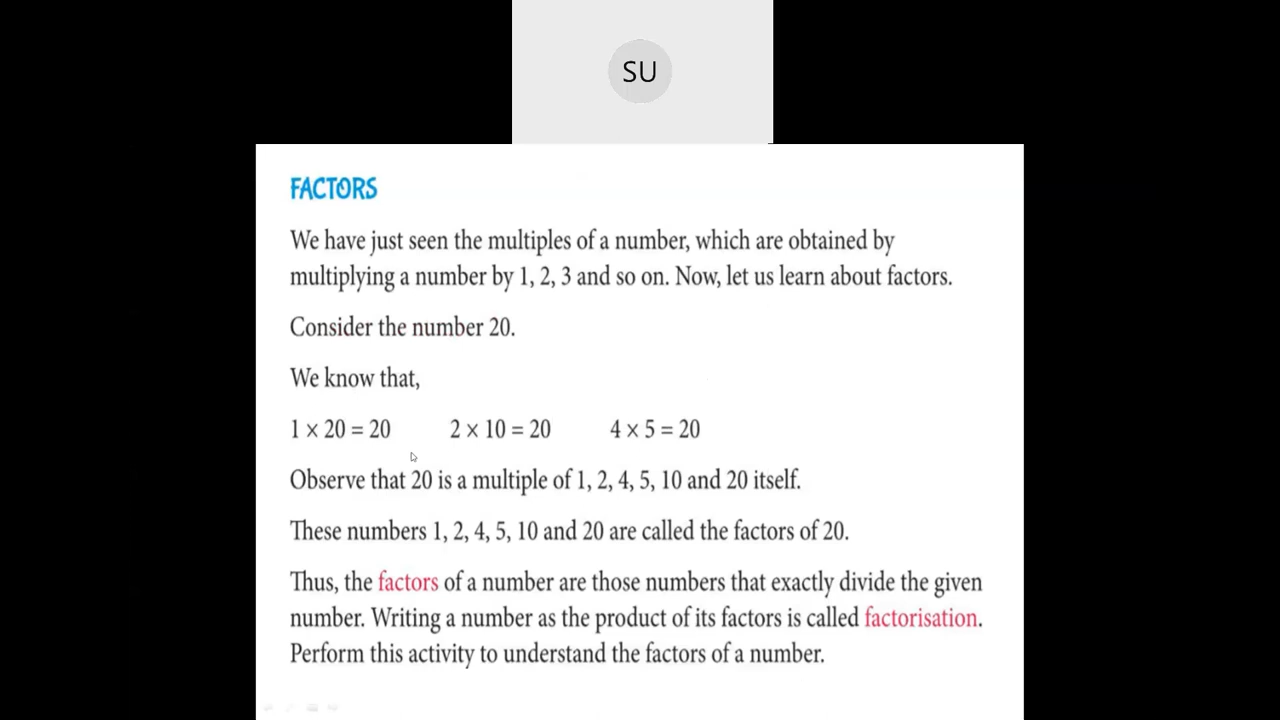 SU
FACTORS
We have just seen the multiples of a number, which are obtained by
multiplying a number by 1, 2, 3 and so on. Now, let us learn about factors.
Consider the number 20.
We know that,
1 × 20 = 20 2 × 10 = 20 4 × 5 = 20
Observe that 20 is a multiple of 1, 2, 4, 5, 10 and 20 itself.
These numbers 1, 2, 4, 5, 10 and 20 are called the factors of 20.
Thus, the factors of a number are those numbers that exactly divide the given
number. Writing a number as the product of its factors is called factorisation.
Perform this activity to understand the factors of a number.